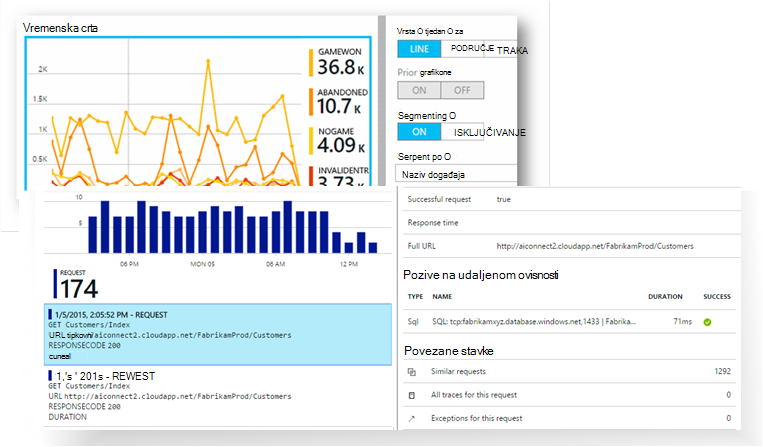 Vremenska crta
2K
1.5K
1K
0.5K
GAMEWON
36.8 K
ABANDONED
10.7 K
NOGAME
4.09 K
INVALIDENTR
3.73 K
Vrsta O tjedan O za
LINE PODRUČJE TRAKA
Prior grafikone
ON OFF
Segmenting O
ON ISKLJUČIVANJE
Serpent po O
Naziv događaja
10
5
06 PM MON 05 06 AM 12 PM
REQUEST
174
1/5/2015, 2:05:52 PM - REQUEST
GET Customers/Index
URL tipkovni//aiconnect2.cloudapp.net/FabrikamProd/Customers
RESPONSECODE 200
cuneal
1,'s ' 201s - REWEST
GET Customers/Index
URL http://aiconnect2.cloudapp.net/FabrikamProd/Customers
RESPONSECODE 200
DURATION
Successful request true
Response time
Full URL http://aiconnect2.cloudapp.net/FabrikamProd/Customers
Pozive na udaljenom ovisnosti
TYPE NAME DURATION SUCCESS
Sql SQL: tcp:fabrikamxyz.database.windows.net,1433 | Fabrika... 71ms
Povezane stavke
Similar requests 1292
All traces for this request 0
Exceptions for this request 0